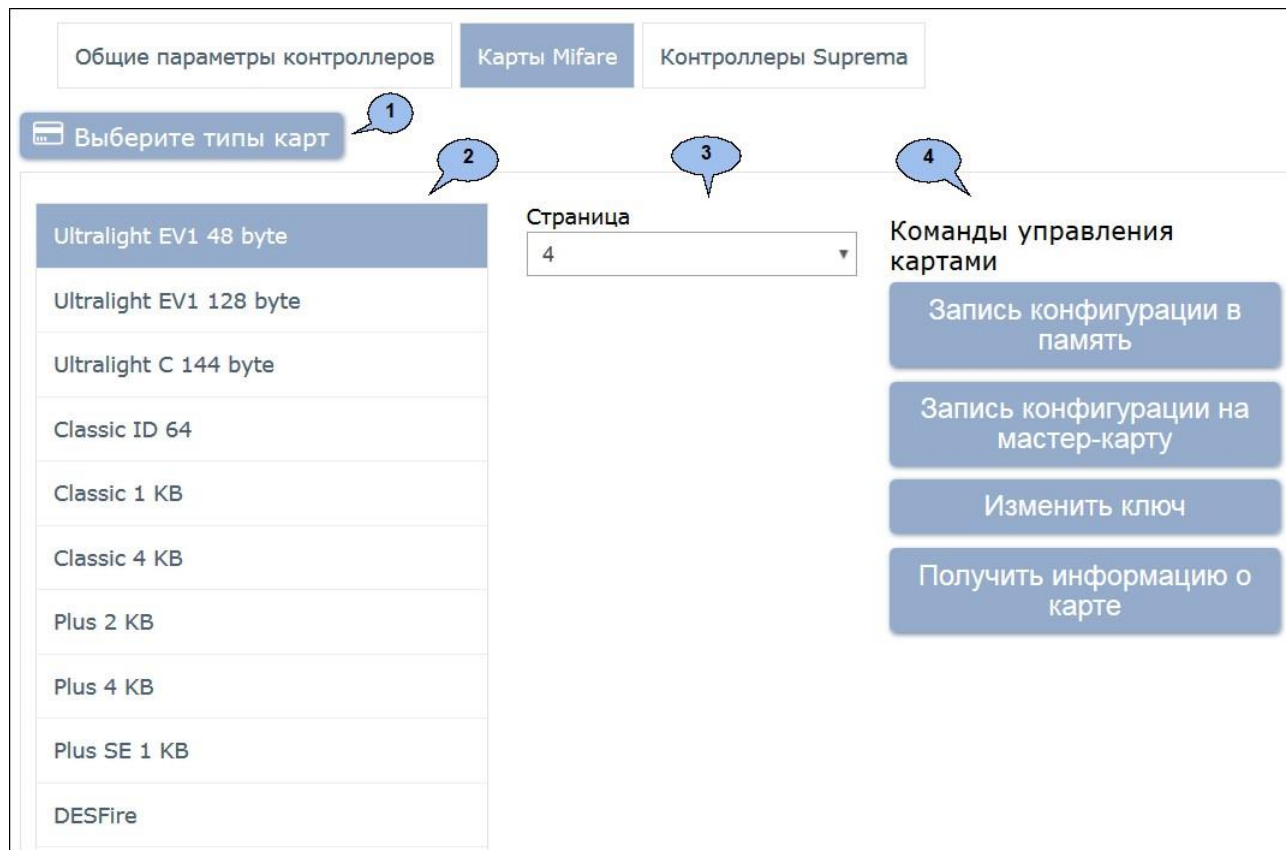 Общие параметры контроллеров Карты Mifare Контроллеры Suprema
1
Выберите типы карт
2 3 4
Ultralight EV1 48 byte
Ultralight EV1 128 byte
Ultralight C 144 byte
Classic ID 64
Classic 1 KB
Classic 4 KB
Plus 2 KB
Plus 4 KB
Plus SE 1 KB
DESFire
Страница
4
Команды управления
картами
Запись конфигурации в
память
Запись конфигурации на
мастер-карту
Изменить ключ
Получить информацию о
карте